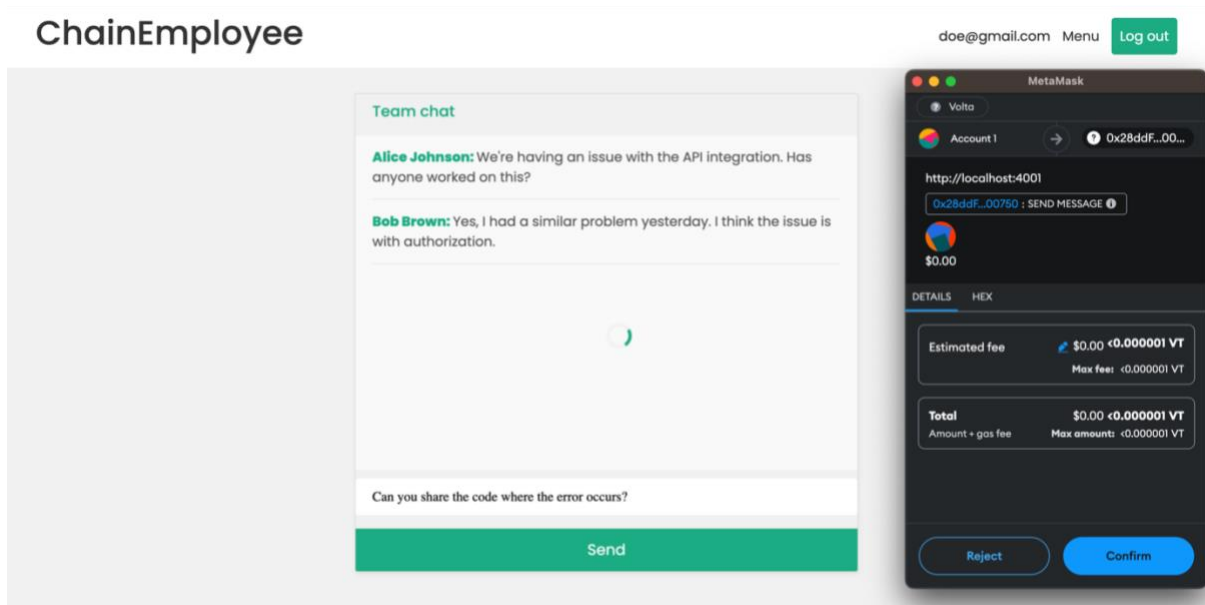 ChainEmployee
doe@gmail.com Menu Log out
Team chat
Alice Johnson: We're having an issue with the API integration. Has
anyone worked on this?
Bob Brown: Yes, I had a similar problem yesterday. I think the issue is
with authorization.
Can you share the code where the error occurs?
Send
MetaMask
Volta
Account 1
0x28ddF...00...
http://localhost:4001
0x28ddF...00750 : SEND MESSAGE
$0.00
DETAILS HEX
Estimated fee $0.00 <0.000001 VT
Max fee: <0.000001 VT
Total $0.00 <0.000001 VT
Amount + gas fee Max amount: <0.000001 VT
Reject Confirm